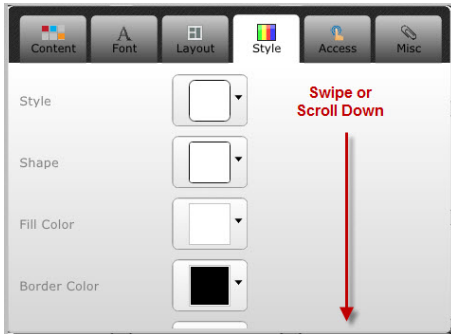 Content Font Layout Style Access Misc
Style
Swipe or
Scroll Down
Shape
Fill Color
Border Color